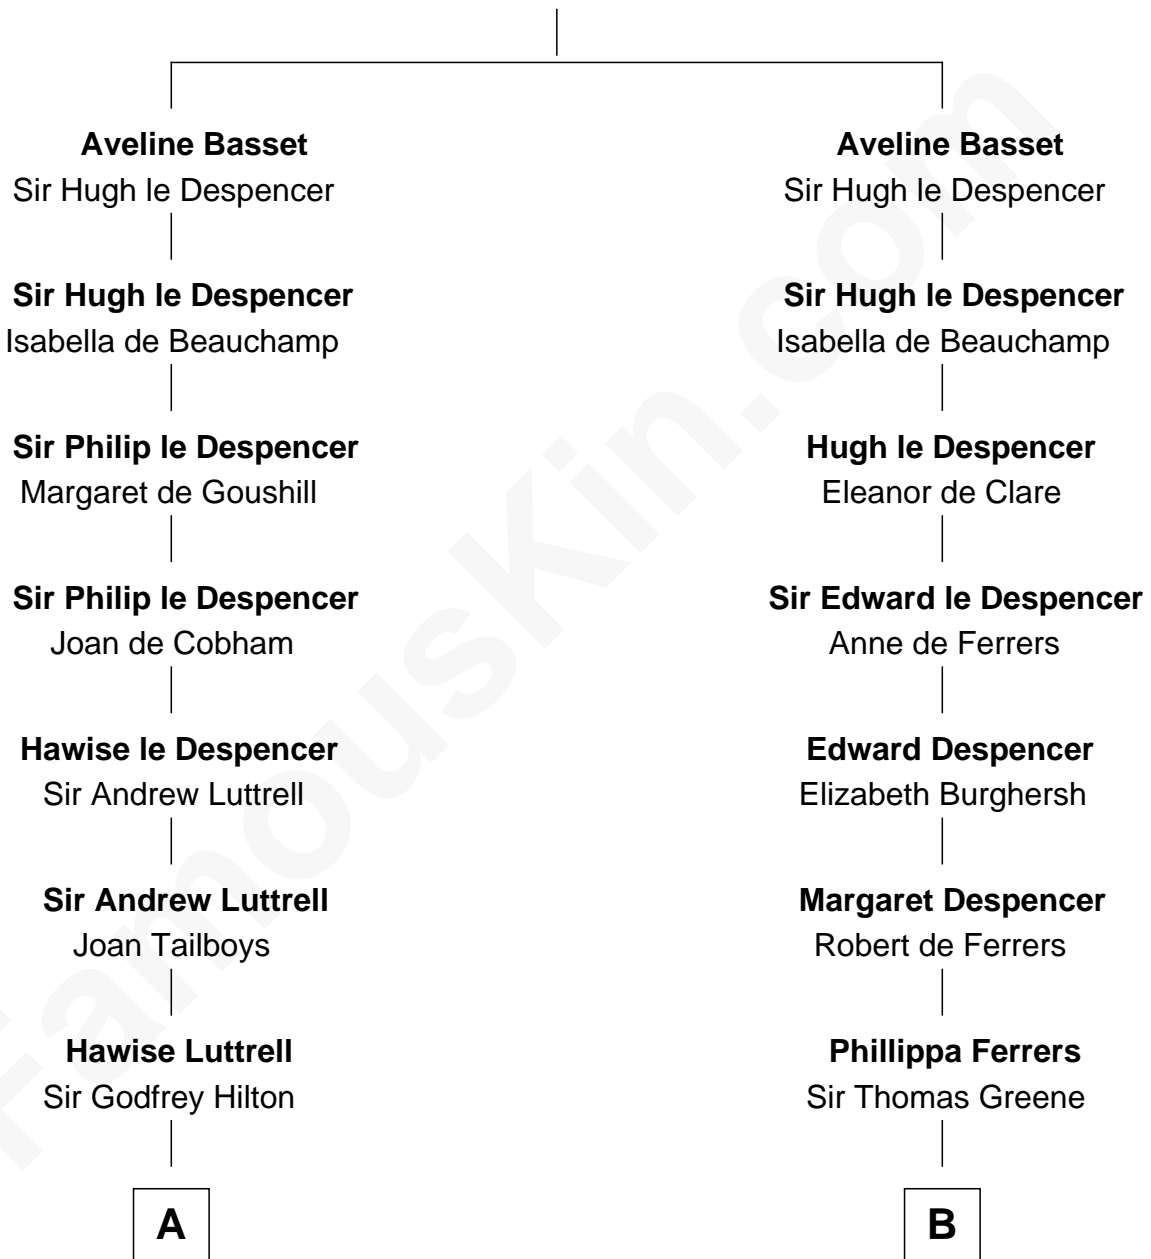 Aveline Basset
Sir Hugh le Despencer
Sir Hugh le Despencer
Isabella de Beauchamp
Sir Philip le Despencer
Margaret de Goushill
Sir Philip le Despencer
Joan de Cobham
Hawise le Despencer
Sir Andrew Luttrell
Sir Andrew Luttrell
Joan Tailboys
Hawise Luttrell
Sir Godfrey Hilton
A
Aveline Basset
Sir Hugh le Despencer
Sir Hugh le Despencer
Isabella de Beauchamp
Hugh le Despencer
Eleanor de Clare
Sir Edward le Despencer
Anne de Ferrers
Edward Despencer
Elizabeth Burghersh
Margaret Despencer
Robert de Ferrers
Phillippa Ferrers
Sir Thomas Greene
B
FamousKin.com